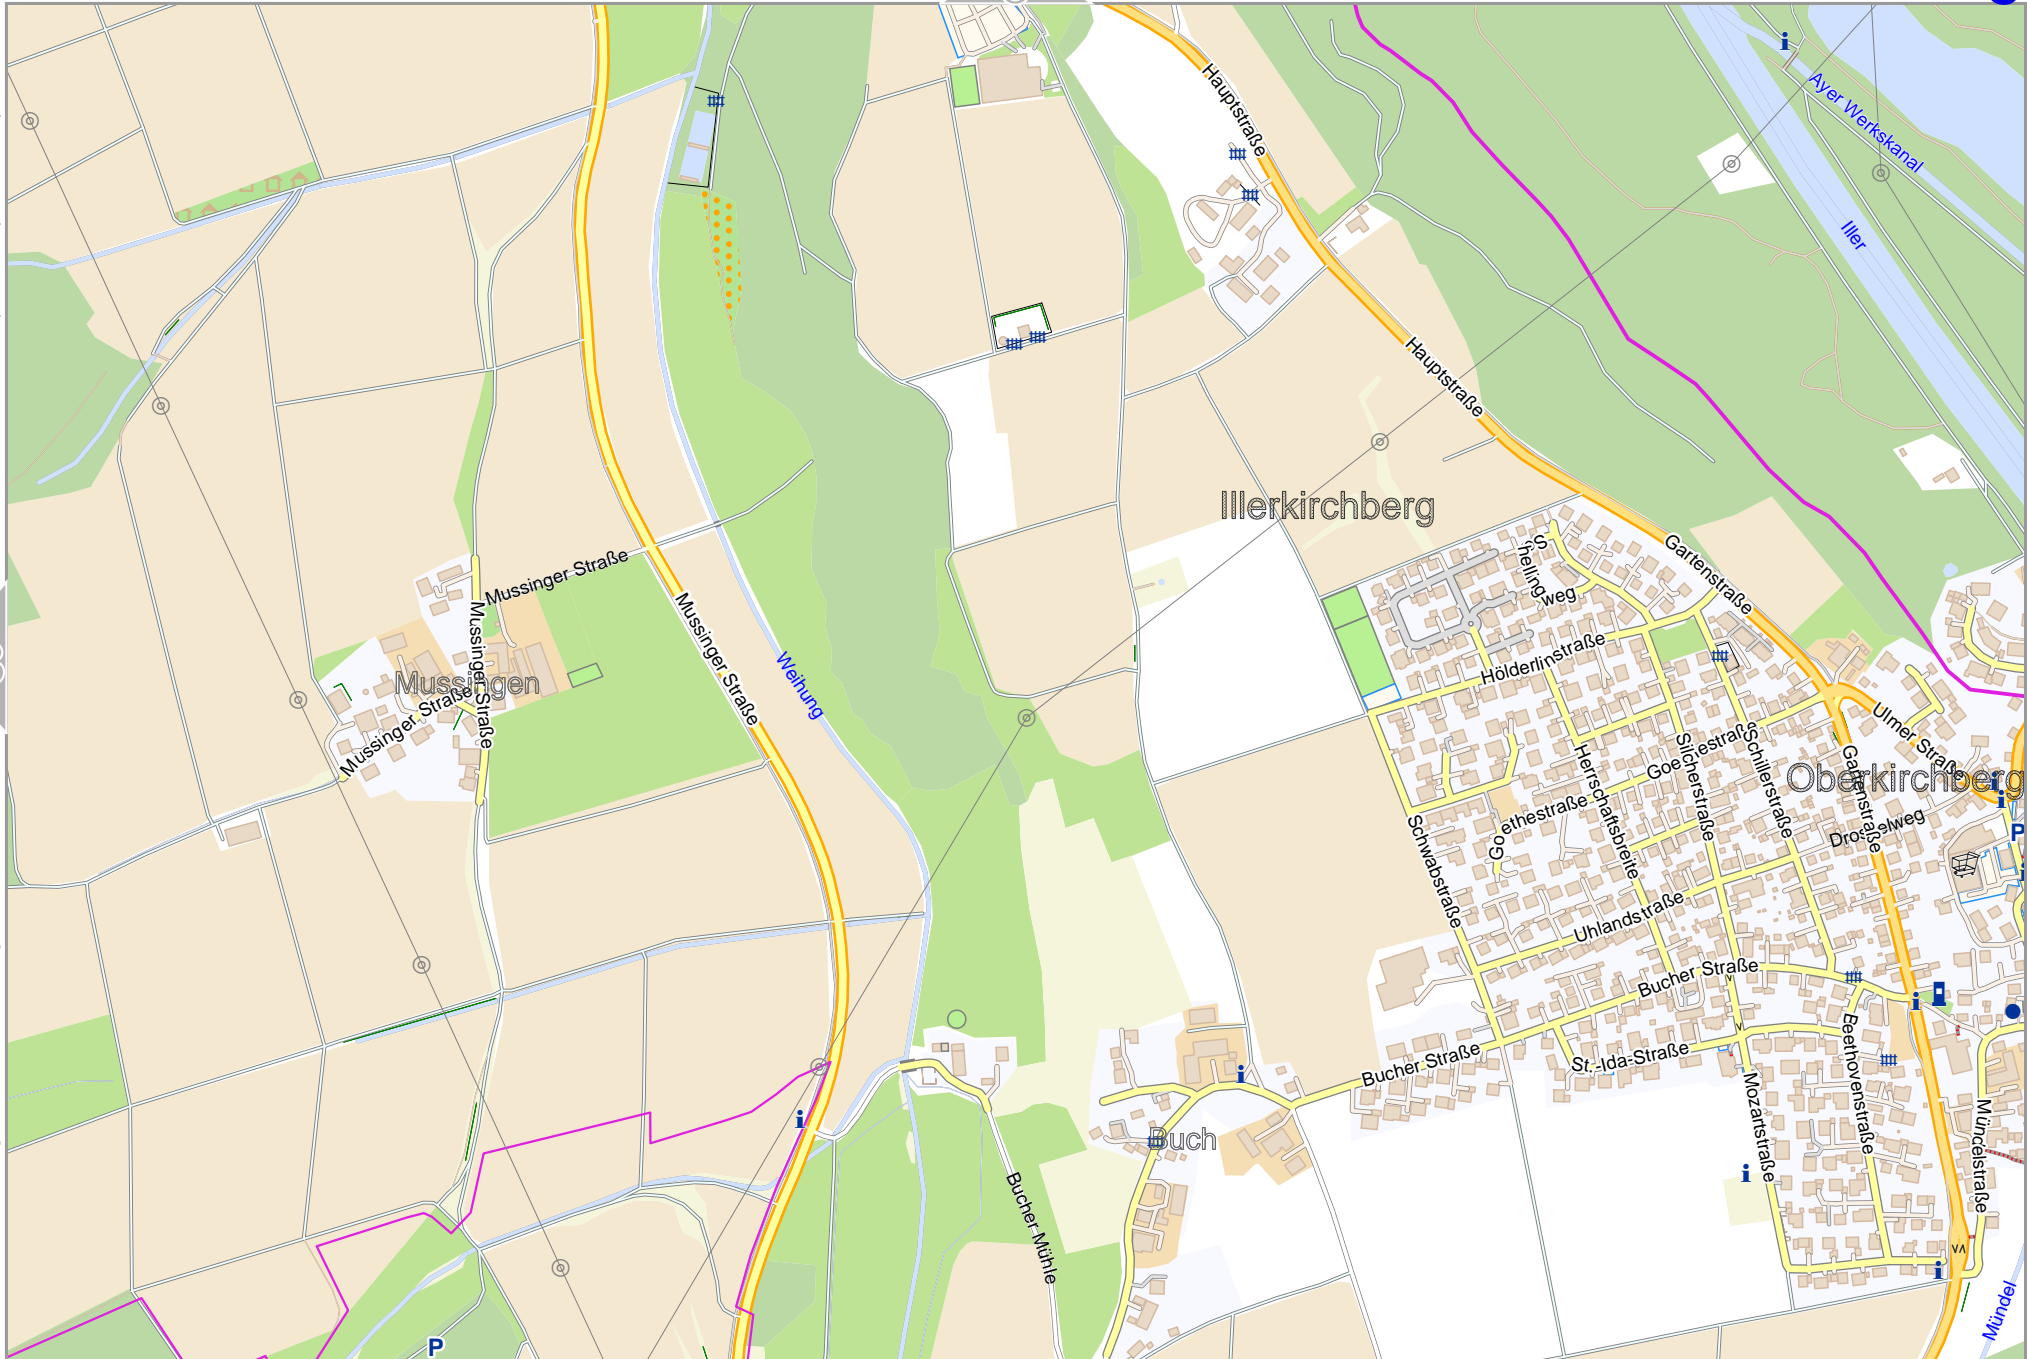 Hauptstraße
Ayer Werkskanal
Iller
Hauptstraße
Illerkirchberg
Mussinger Straße
Schellingweg
Gartenstraße
Mussinger Straße
Mussinger Straße
Mussingen
Mussinger Straße
Weihung
Hölderlinstraße
Ulmer Straße
Goethestraße
Silcherstraße
Schillerstraße
Gartenstraße
Oberkirchberg
Herrschaftsbreite
Goethestraße
Schwabstraße
Drosselweg
P
Uhlandstraße
Bucher Straße
Bucher Straße
St.-Ida-Straße
Beethovenstraße
Mozartstraße
Mündelstraße
Buch
Bucher Mühle
Mündel
P